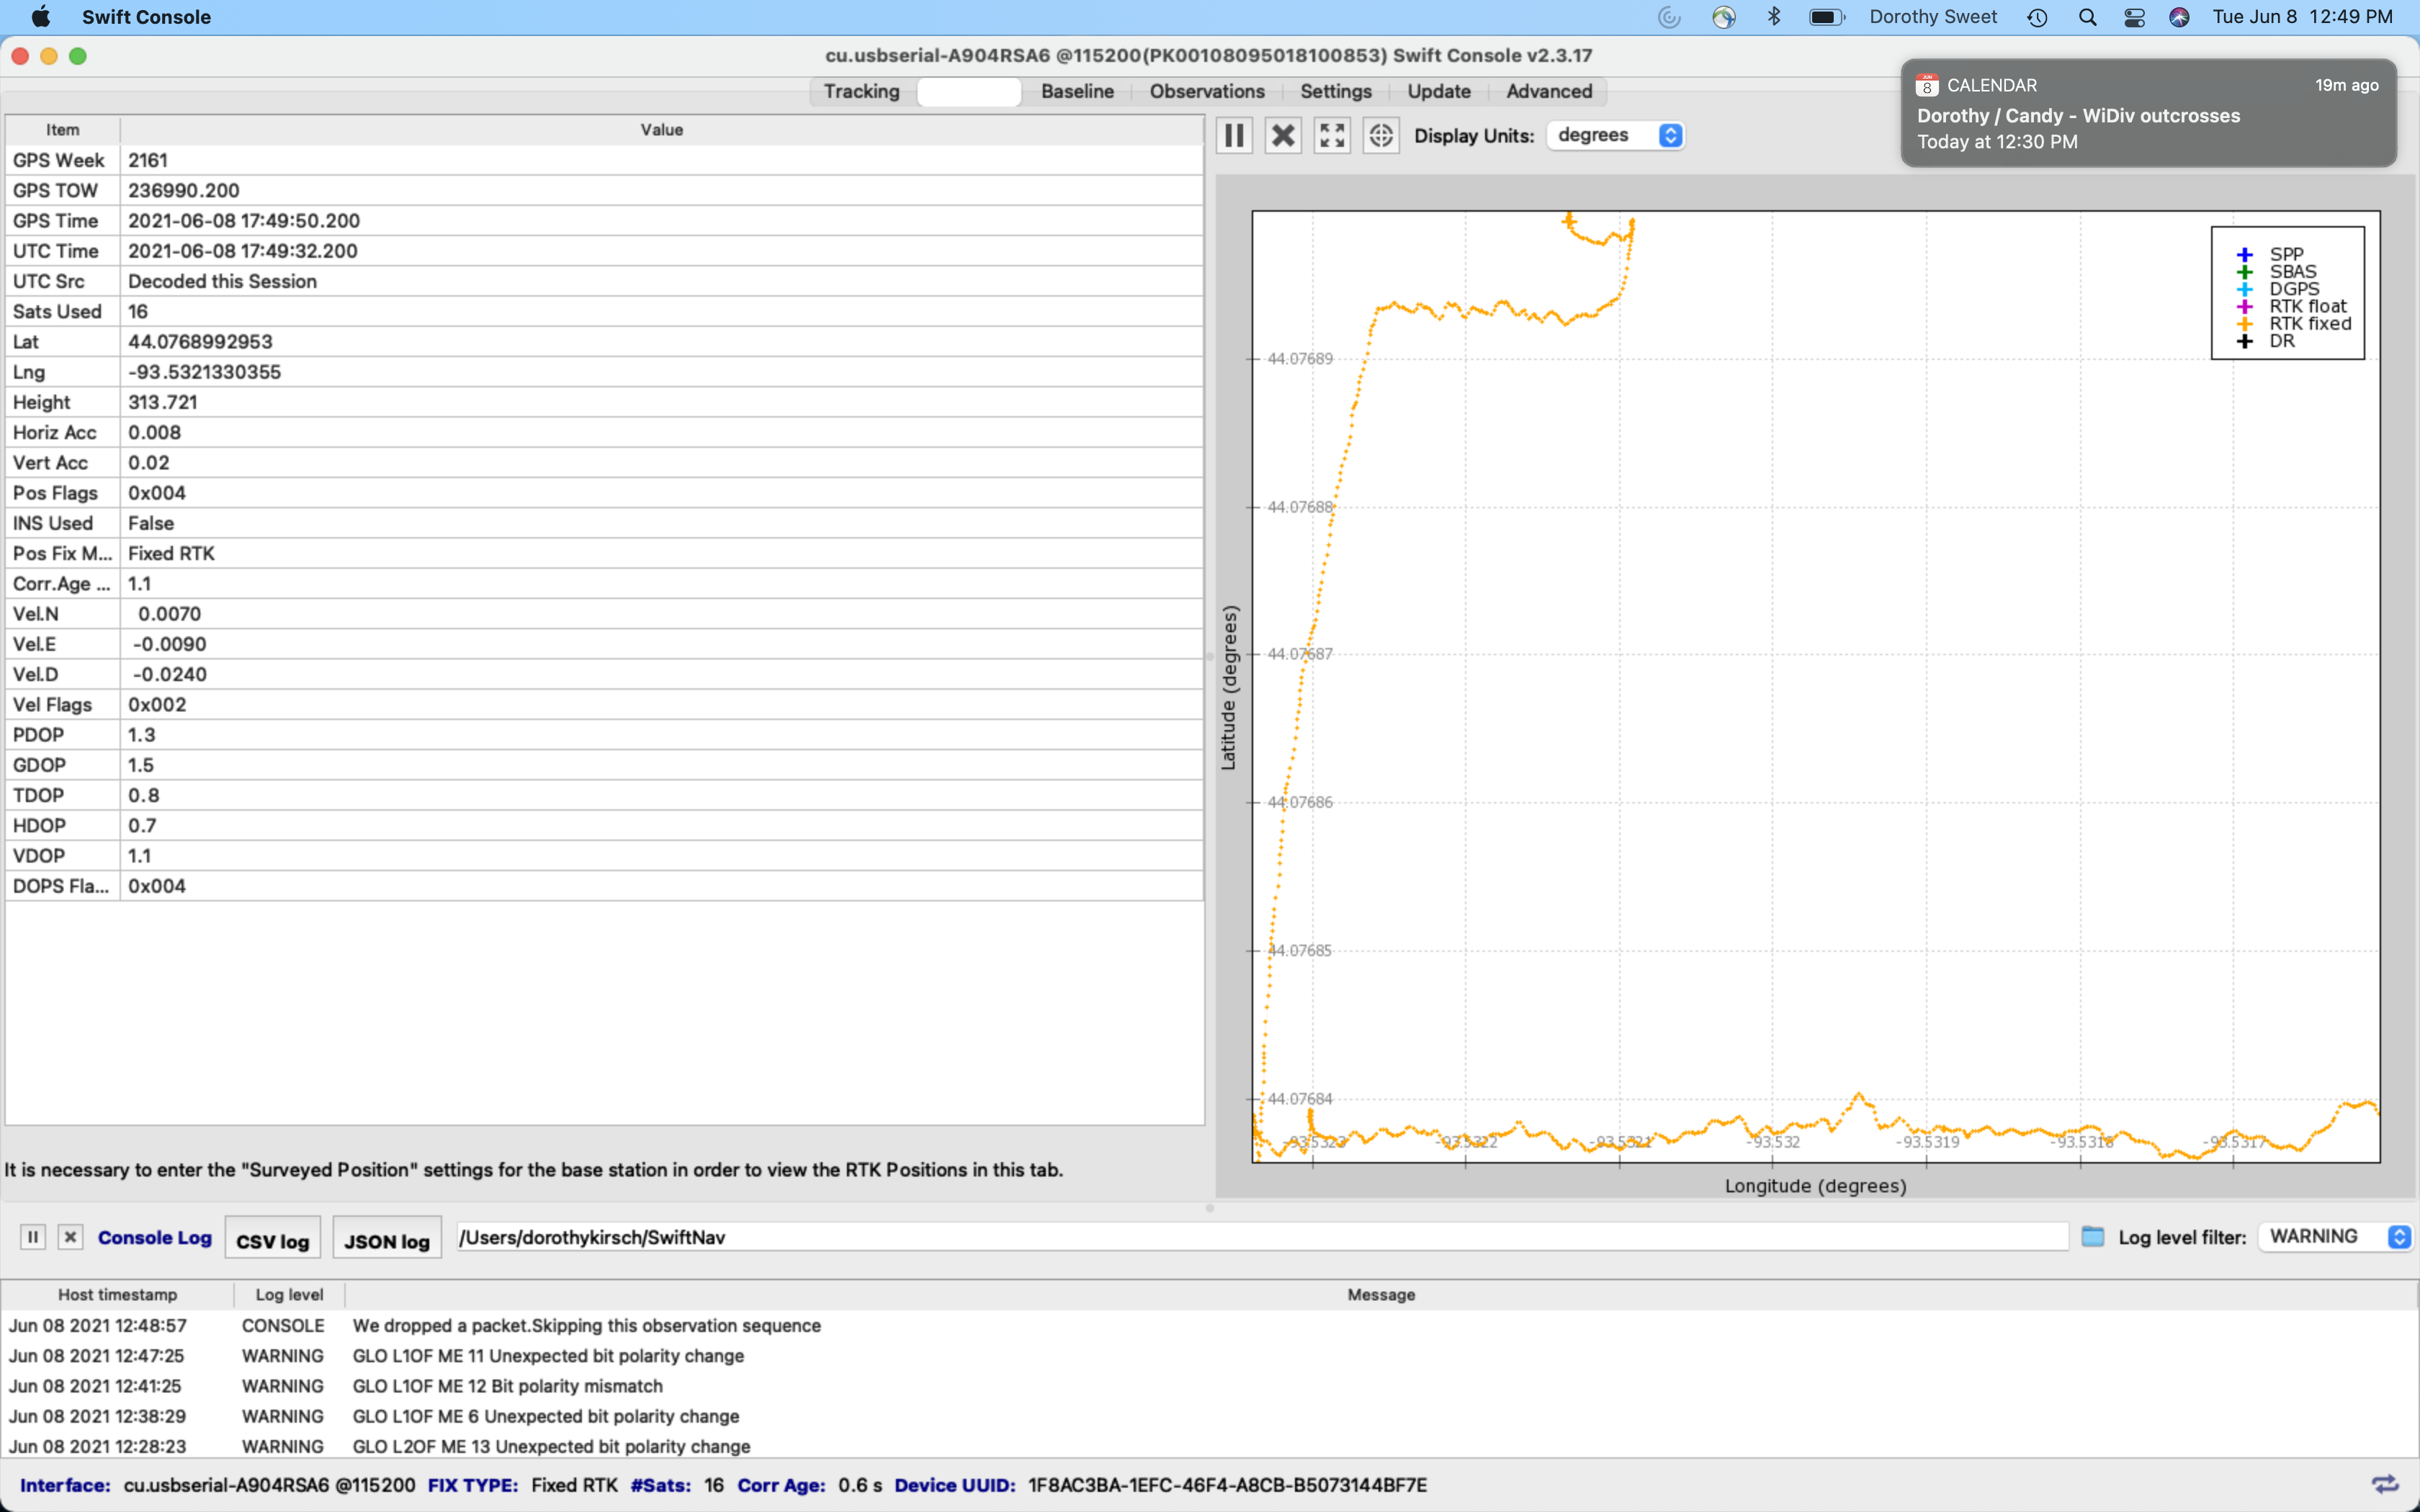 Swift Console
Dorothy Sweet
Tue Jun 8 12:49 PM
cu.usbserial-A904RSA6 @115200(PK00108095018100853) Swift Console v2.3.17
Tracking Baseline Observations Settings Update Advanced
JUN
8
CALENDAR
19m ago
Dorothy / Candy - WiDiv outcrosses
Today at 12:30 PM
Item Value
GPS Week 2161
GPS TOW 236990.200
GPS Time 2021-06-08 17:49:50.200
UTC Time 2021-06-08 17:49:32.200
UTC Src Decoded this Session
Sats Used 16
Lat 44.0768992953
Lng -93.5321330355
Height 313.721
Horiz Acc 0.008
Vert Acc 0.02
Pos Flags 0x004
INS Used False
Pos Fix M... Fixed RTK
Corr.Age ... 1.1
Vel.N 0.0070
Vel.E -0.0090
Vel.D -0.0240
Vel Flags 0x002
PDOP 1.3
GDOP 1.5
TDOP 0.8
HDOP 0.7
VDOP 1.1
DOPS Fla... 0x004
It is necessary to enter the "Surveyed Position" settings for the base station in order to view the RTK Positions in this tab.
Display Units: degrees
SPP
SBAS
DGPS
RTK float
RTK fixed
DR
Latitude (degrees)
44.07689
44.07688
44.07687
44.07686
44.07685
44.07684
-93.5323 -93.5322 -93.5321 -93.532 -93.5319 -93.5318 -93.5317
Longitude (degrees)
Console Log CSV log JSON log /Users/dorothykirsch/SwiftNav Log level filter: WARNING
Host timestamp Log level Message
Jun 08 2021 12:48:57 CONSOLE We dropped a packet.Skipping this observation sequence
Jun 08 2021 12:47:25 WARNING GLO L1OF ME 11 Unexpected bit polarity change
Jun 08 2021 12:41:25 WARNING GLO L1OF ME 12 Bit polarity mismatch
Jun 08 2021 12:38:29 WARNING GLO L1OF ME 6 Unexpected bit polarity change
Jun 08 2021 12:28:23 WARNING GLO L2OF ME 13 Unexpected bit polarity change
Interface: cu.usbserial-A904RSA6 @115200 FIX TYPE: Fixed RTK #Sats: 16 Corr Age: 0.6 s Device UUID: 1F8AC3BA-1EFC-46F4-A8CB-B5073144BF7E